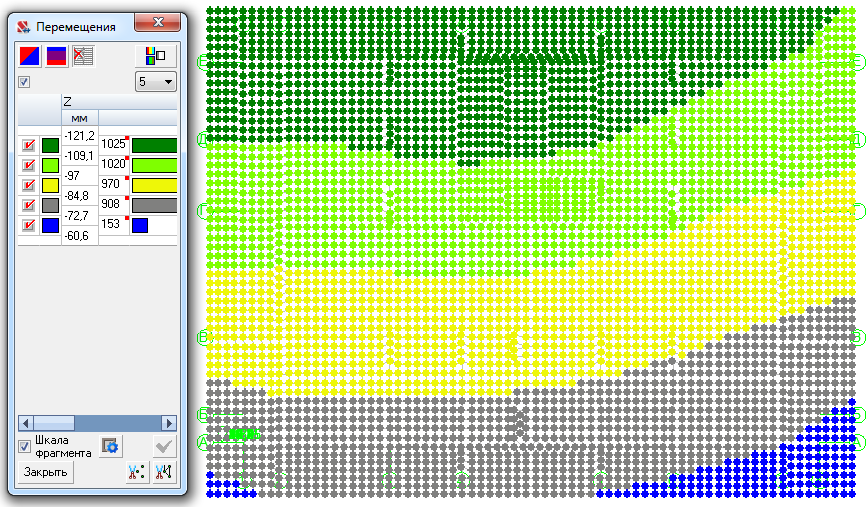 Перемещения
5
Z
мм
-121,2
1025
-109,1
1020
-97
970
-84,8
908
-72,7
153
-60,6
Шкала
фрагмента
Закрыть
Е Е
Д Д
Г Г
В В
Б Б
А А